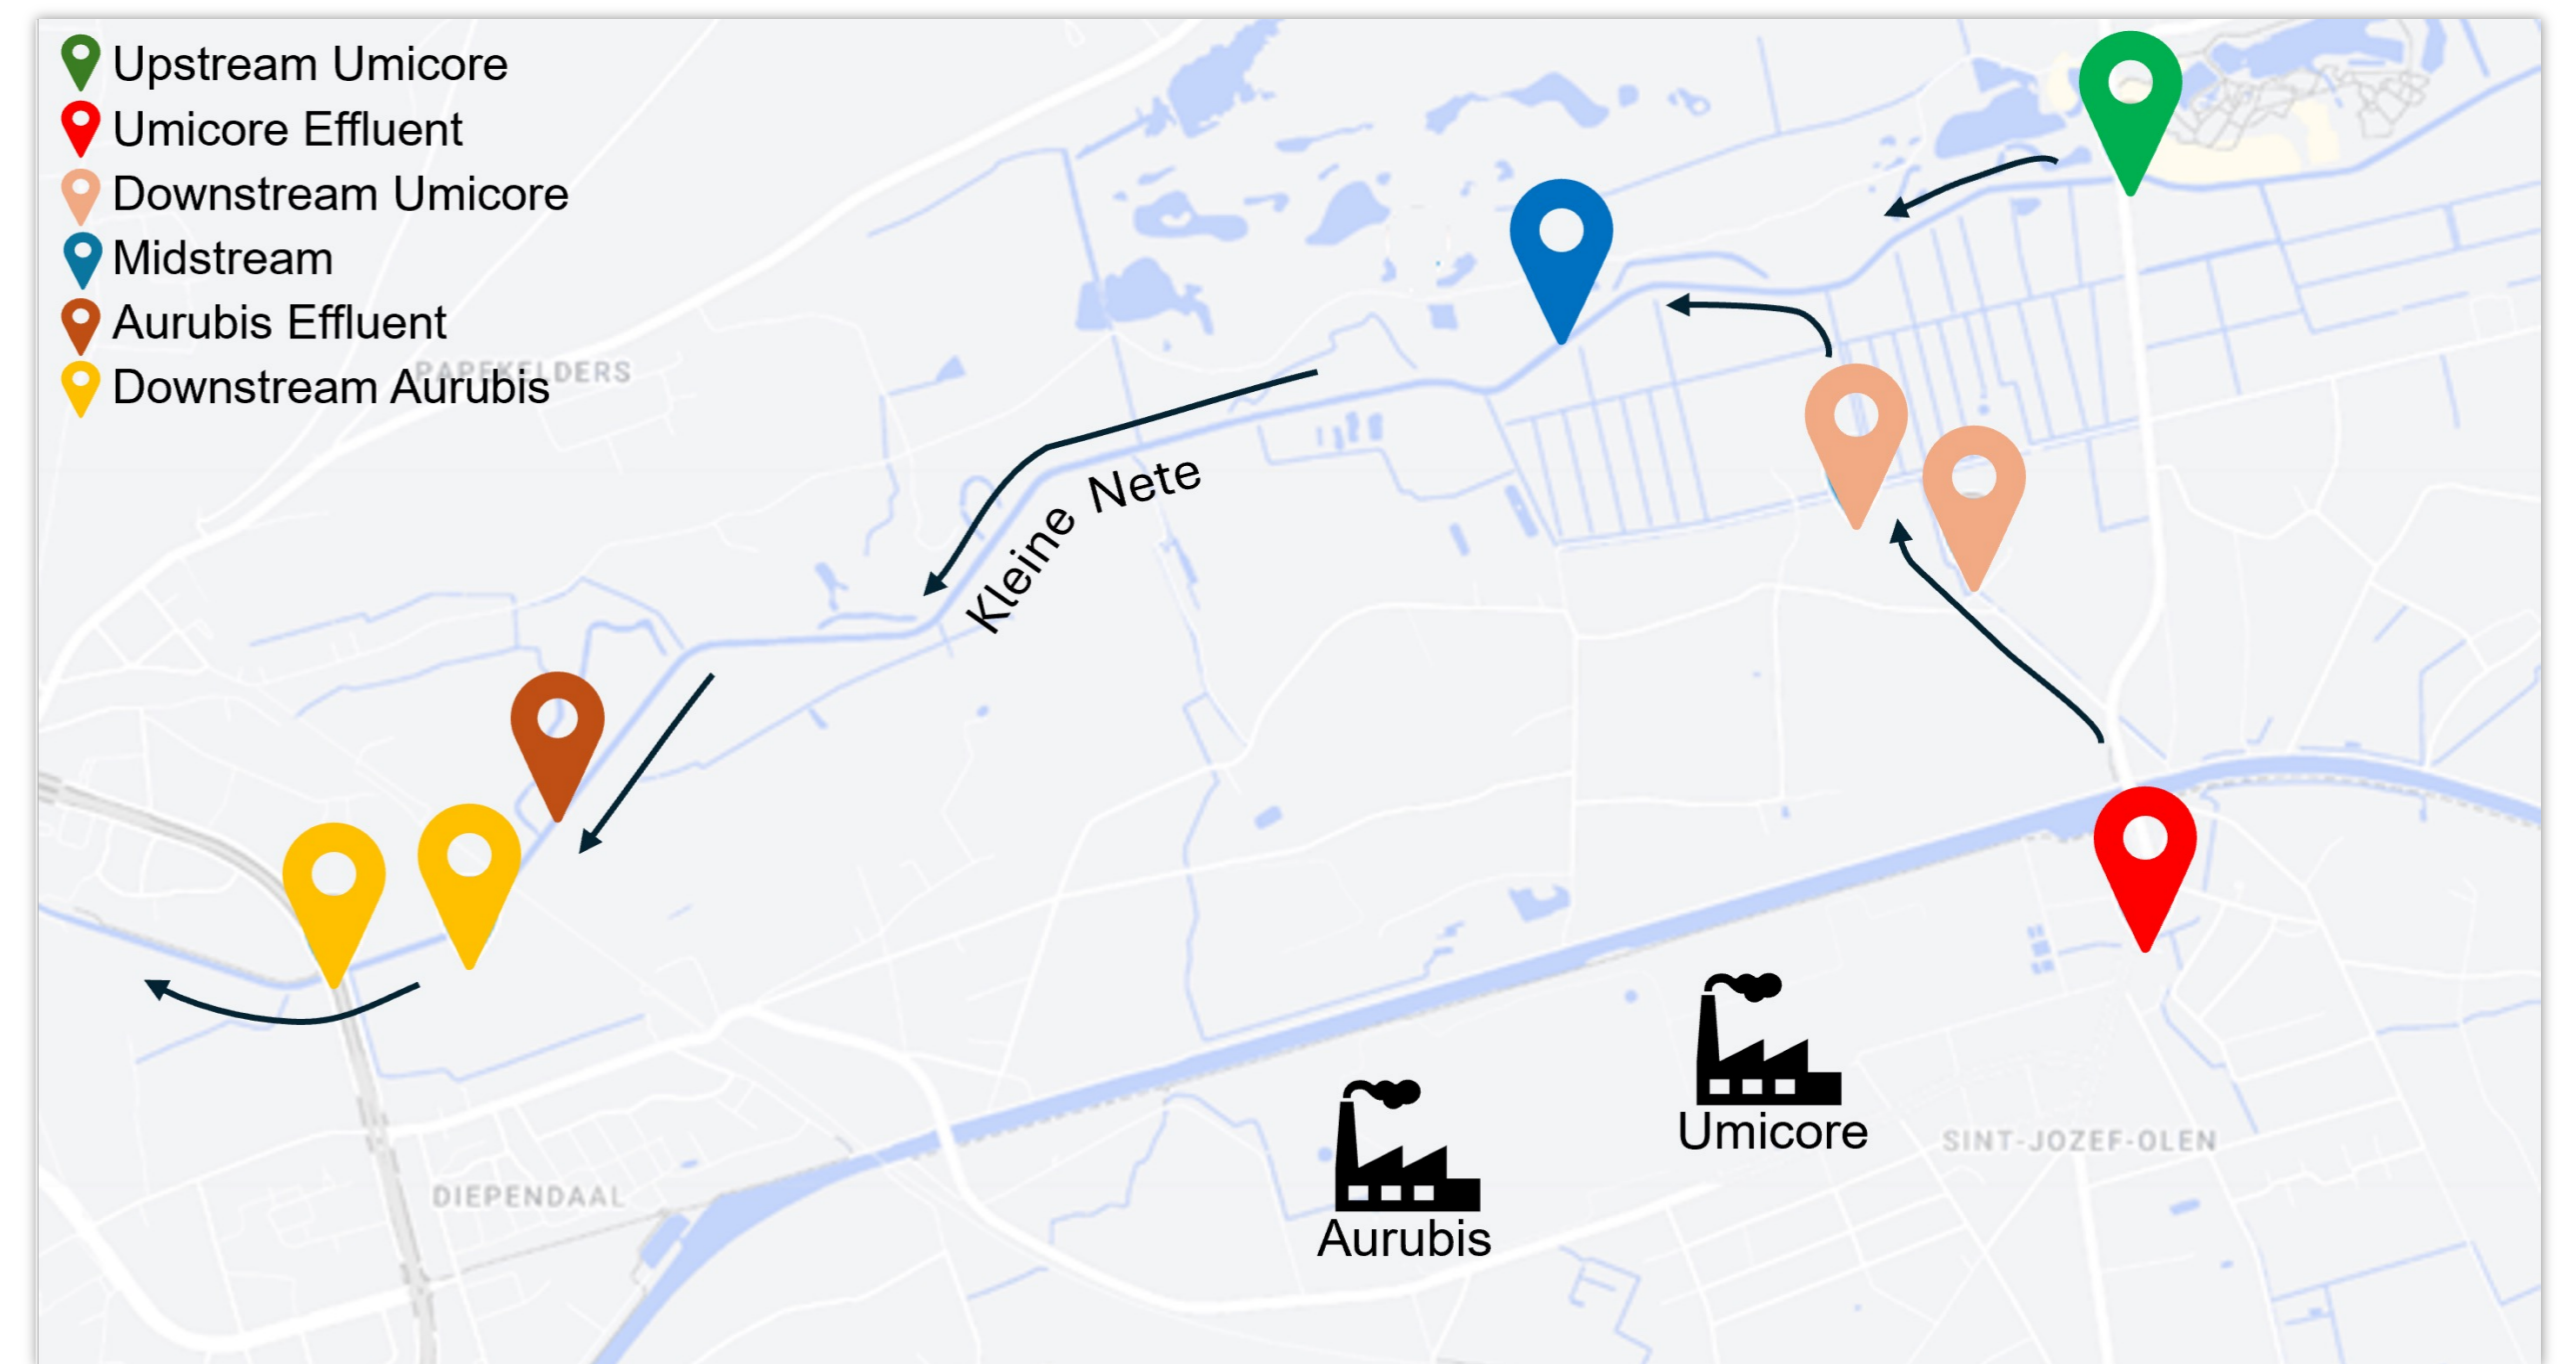 Upstream Umicore
Umicore Effluent
Downstream Umicore
Midstream
Aurubis Effluent
PAPEKELDERS
Downstream Aurubis
Kleine Nete
Umicore
SINT-JOZEF-OLEN
DIEPENDAAL
Aurubis